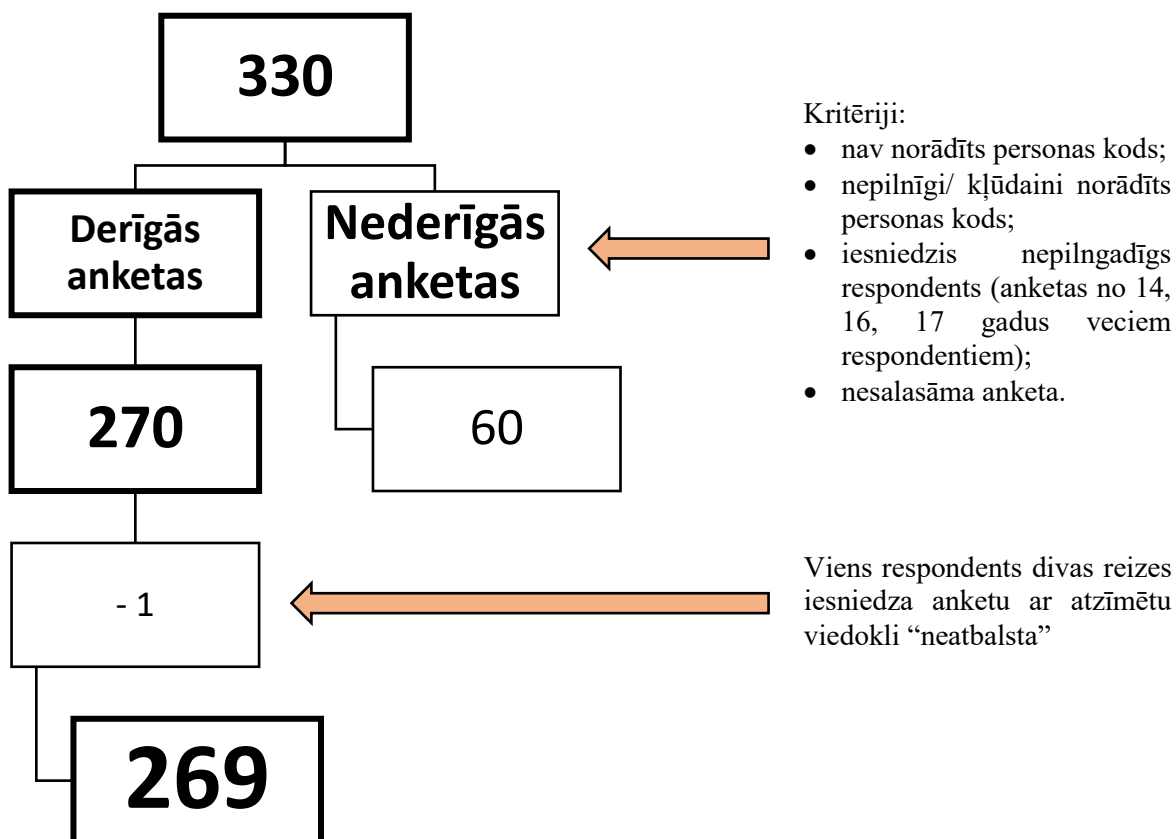 330
Derīgās
anketas
Nederīgās
anketas
Kritēriji:
• nav norādīts personas kods;
• nepilnīgi/ kļūdaini norādīts
personas kods;
• iesniedzis nepilngadīgs
respondents (anketas no 14,
16, 17 gadus veciem
respondentiem);
• nesalasāma anketa.
270
60
- 1
Viens respondents divas reizes
iesniedza anketu ar atzīmētu
viedokli “neatbalsta”
269